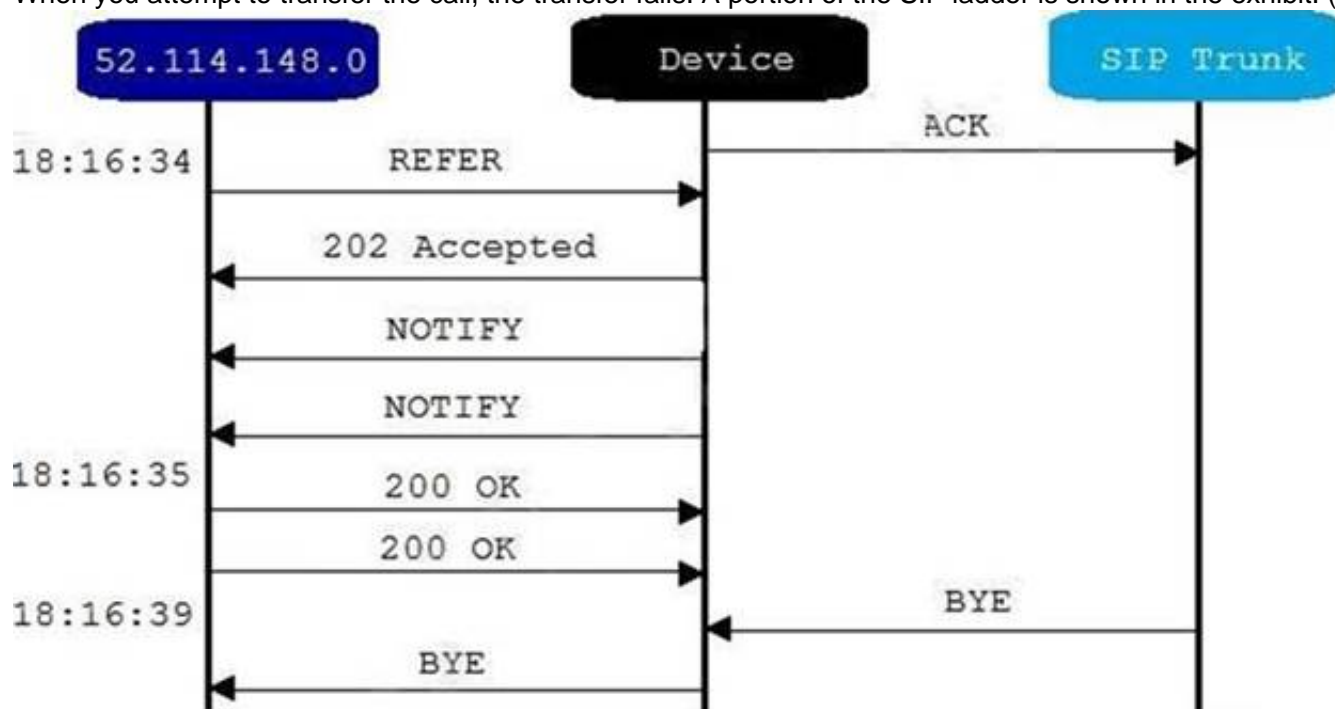 When you attempt to transfer the call, the transfer fails. A portion of the SIP ladder is shown in the exhibit. (
52.114.148.0
Device
SIP Trunk
ACK
18:16:34
REFER
202 Accepted
NOTIFY
NOTIFY
18:16:35
200 OK
200 OK
18:16:39
BYE
BYE